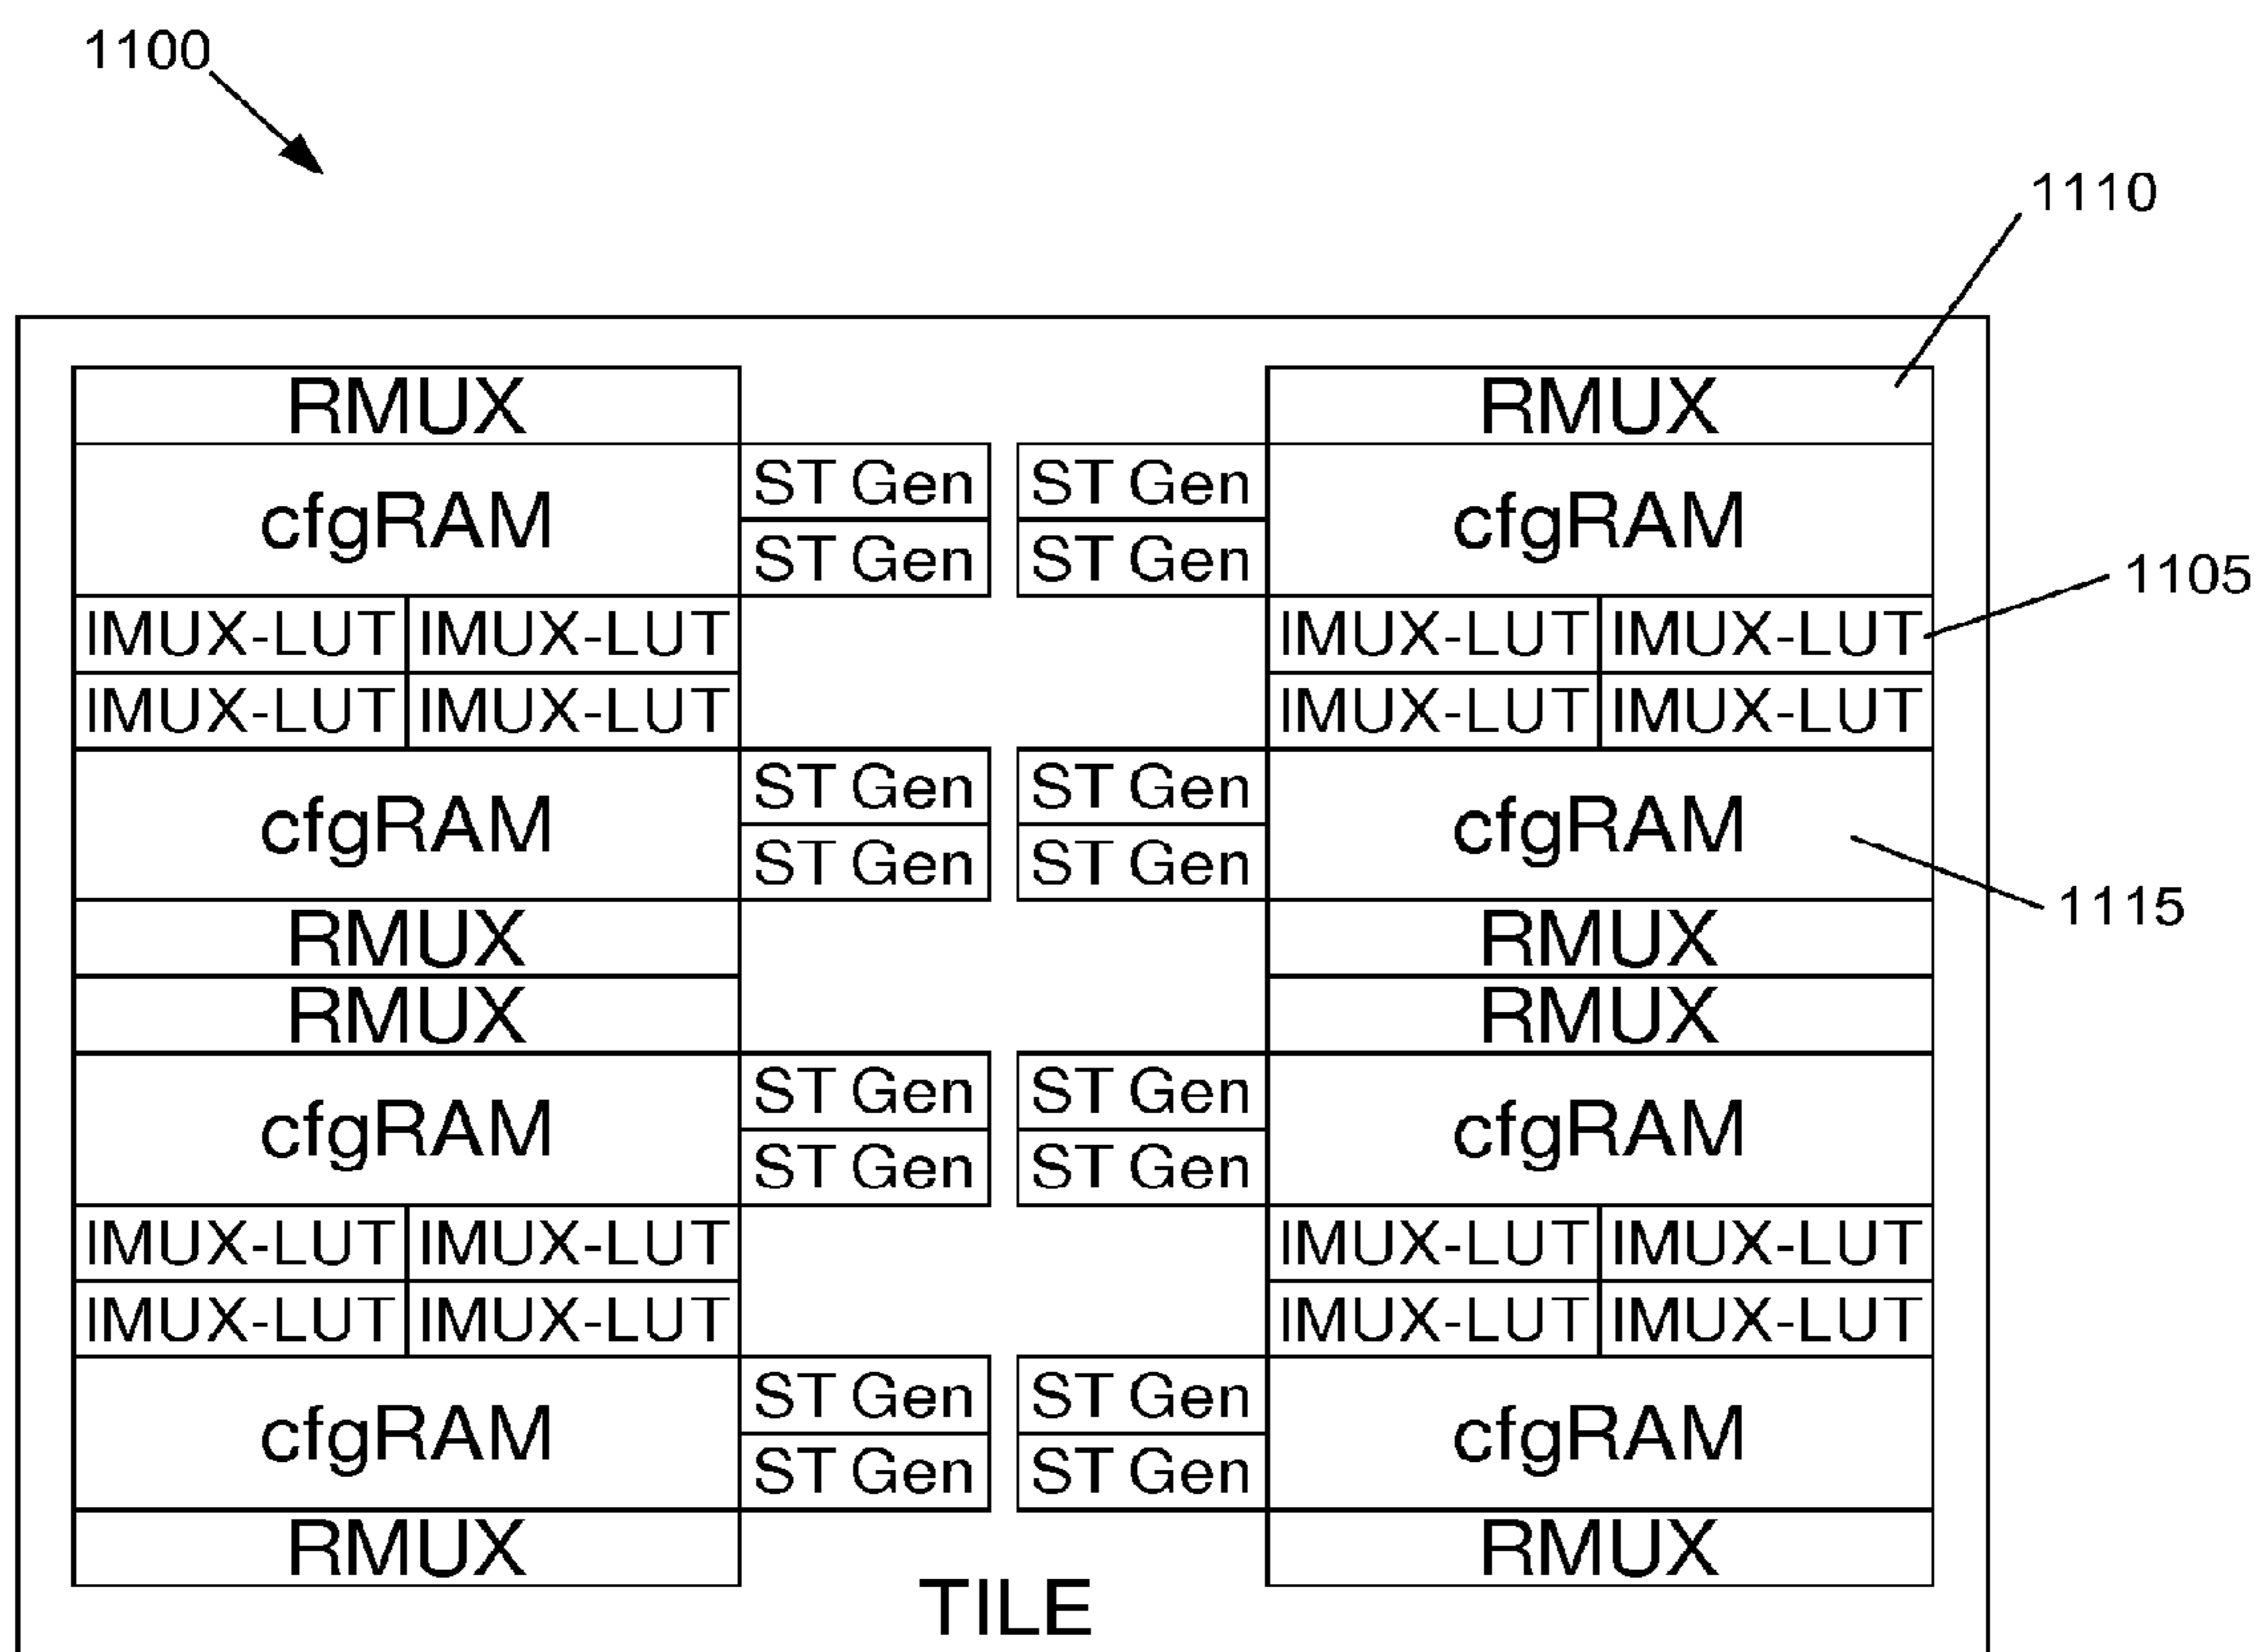 1100
1110
RMUX RMUX
ST Gen ST Gen
cfgRAM cfgRAM
ST Gen ST Gen
1105
IMUX-LUT IMUX-LUT IMUX-LUT IMUX-LUT
IMUX-LUT IMUX-LUT IMUX-LUT IMUX-LUT
ST Gen ST Gen
cfgRAM cfgRAM
ST Gen ST Gen
1115
RMUX RMUX
RMUX RMUX
ST Gen ST Gen
cfgRAM cfgRAM
ST Gen ST Gen
IMUX-LUT IMUX-LUT IMUX-LUT IMUX-LUT
IMUX-LUT IMUX-LUT IMUX-LUT IMUX-LUT
ST Gen ST Gen
cfgRAM cfgRAM
ST Gen ST Gen
RMUX RMUX
TILE